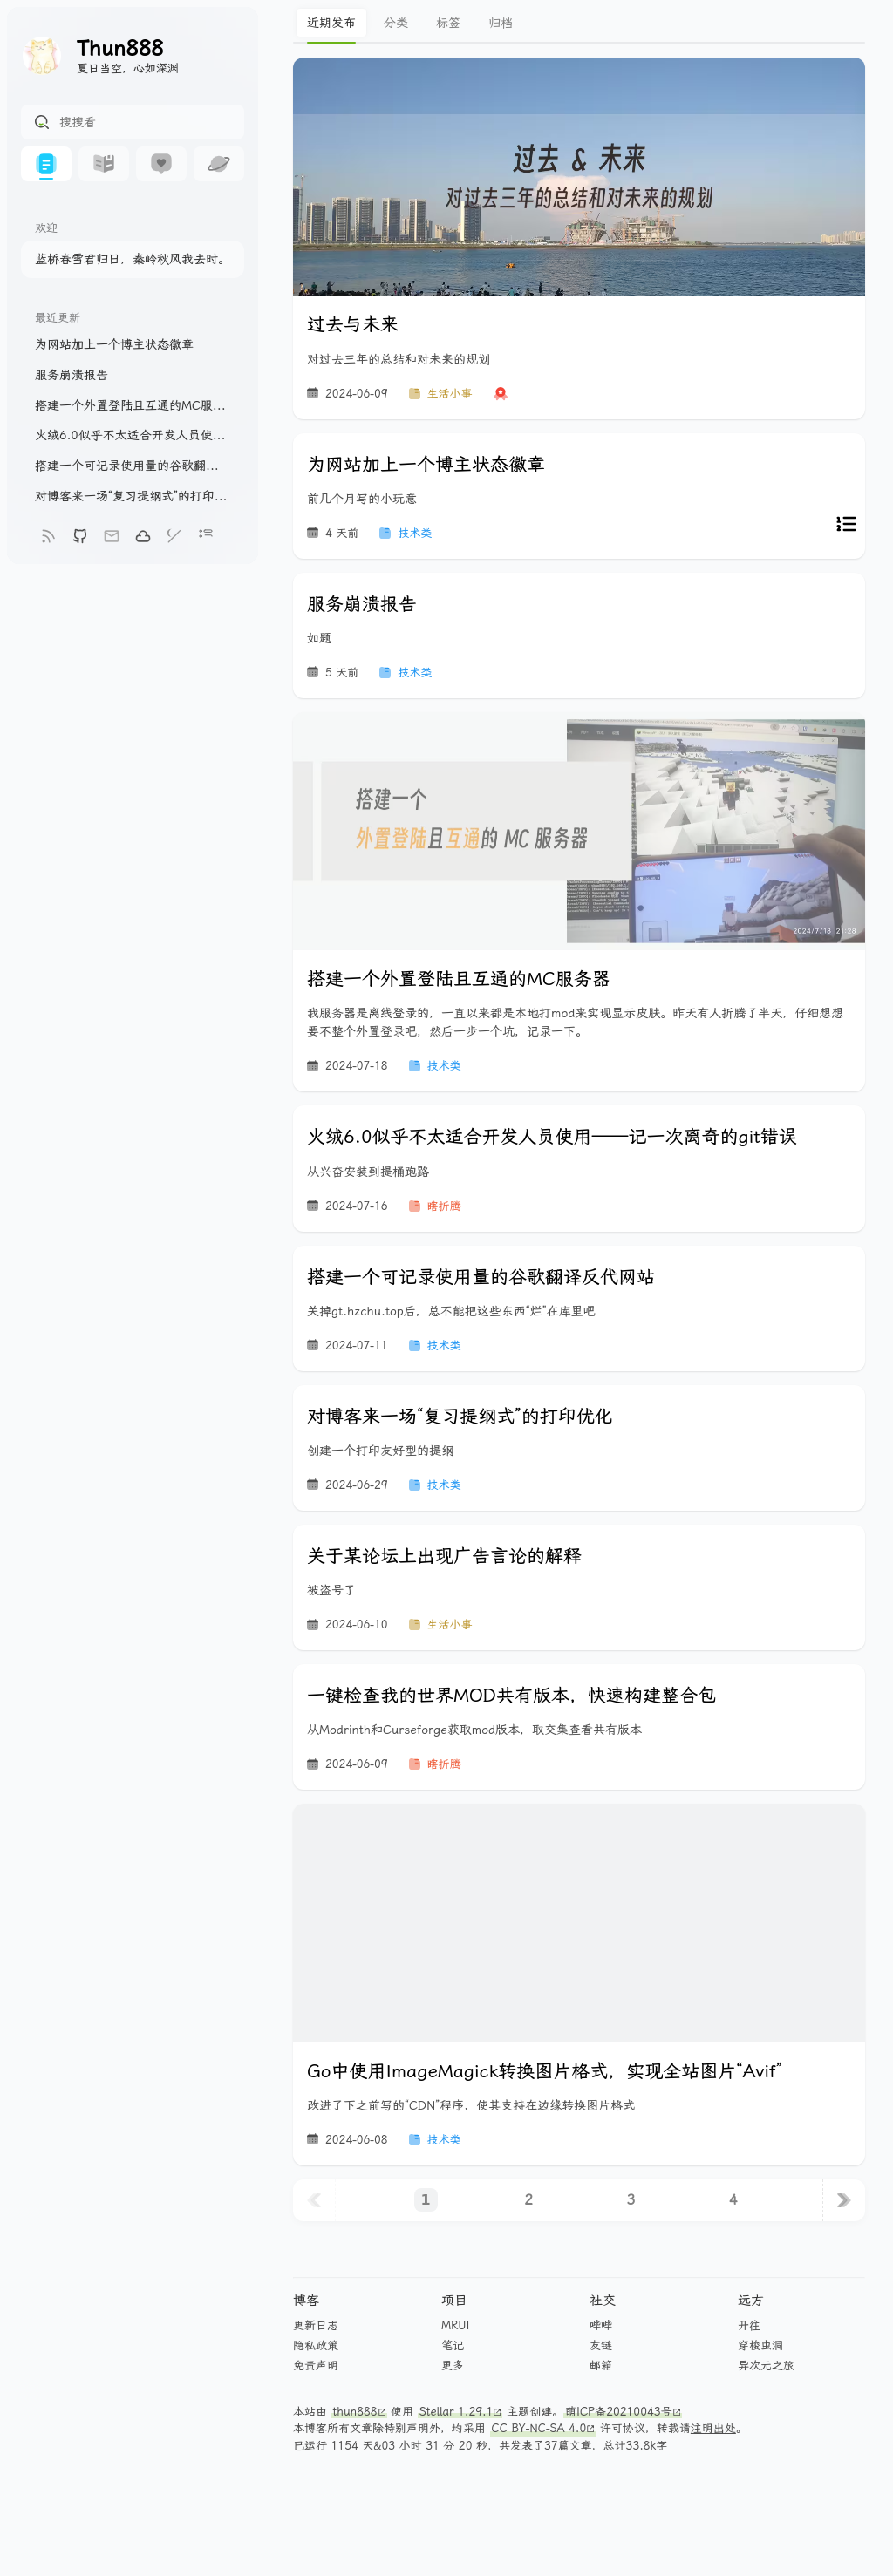 Thun888
夏日当空，心如深渊
搜搜看
欢迎
蓝桥春雪君归日，秦岭秋风我去时。
最近更新
为网站加上一个博主状态徽章
服务崩溃报告
搭建一个外置登陆且互通的MC服...
火绒6.0似乎不太适合开发人员使...
搭建一个可记录使用量的谷歌翻...
对博客来一场“复习提纲式”的打印...
近期发布 分类 标签 归档
过去 & 未来
对过去三年的总结和对未来的规划
过去与未来
对过去三年的总结和对未来的规划
2024-06-09 生活小事
为网站加上一个博主状态徽章
前几个月写的小玩意
4 天前 技术类
服务崩溃报告
如题
5 天前 技术类
搭建一个
外置登陆且互通的 MC 服务器
2024/7/18 21:28
搭建一个外置登陆且互通的MC服务器
我服务器是离线登录的，一直以来都是本地打mod来实现显示皮肤。昨天有人折腾了半天，仔细想想
要不整个外置登录吧，然后一步一个坑，记录一下。
2024-07-18 技术类
火绒6.0似乎不太适合开发人员使用——记一次离奇的git错误
从兴奋安装到提桶跑路
2024-07-16 瞎折腾
搭建一个可记录使用量的谷歌翻译反代网站
关掉gt.hzchu.top后，总不能把这些东西“烂”在库里吧
2024-07-11 技术类
对博客来一场“复习提纲式”的打印优化
创建一个打印友好型的提纲
2024-06-29 技术类
关于某论坛上出现广告言论的解释
被盗号了
2024-06-10 生活小事
一键检查我的世界MOD共有版本，快速构建整合包
从Modrinth和Curseforge获取mod版本，取交集查看共有版本
2024-06-09 瞎折腾
Go中使用ImageMagick转换图片格式，实现全站图片“Avif”
改进了下之前写的“CDN”程序，使其支持在边缘转换图片格式
2024-06-08 技术类
1 2 3 4
博客 项目 社交 远方
更新日志 MRUI 哔哔 开往
隐私政策 笔记 友链 穿梭虫洞
免责声明 更多 邮箱 异次元之旅
本站由 thun888 使用 Stellar 1.29.1 主题创建。 萌ICP备20210043号
本博客所有文章除特别声明外，均采用 CC BY-NC-SA 4.0 许可协议，转载请注明出处。
已运行 1154 天&03 小时 31 分 20 秒，共发表了37篇文章，总计33.8k字